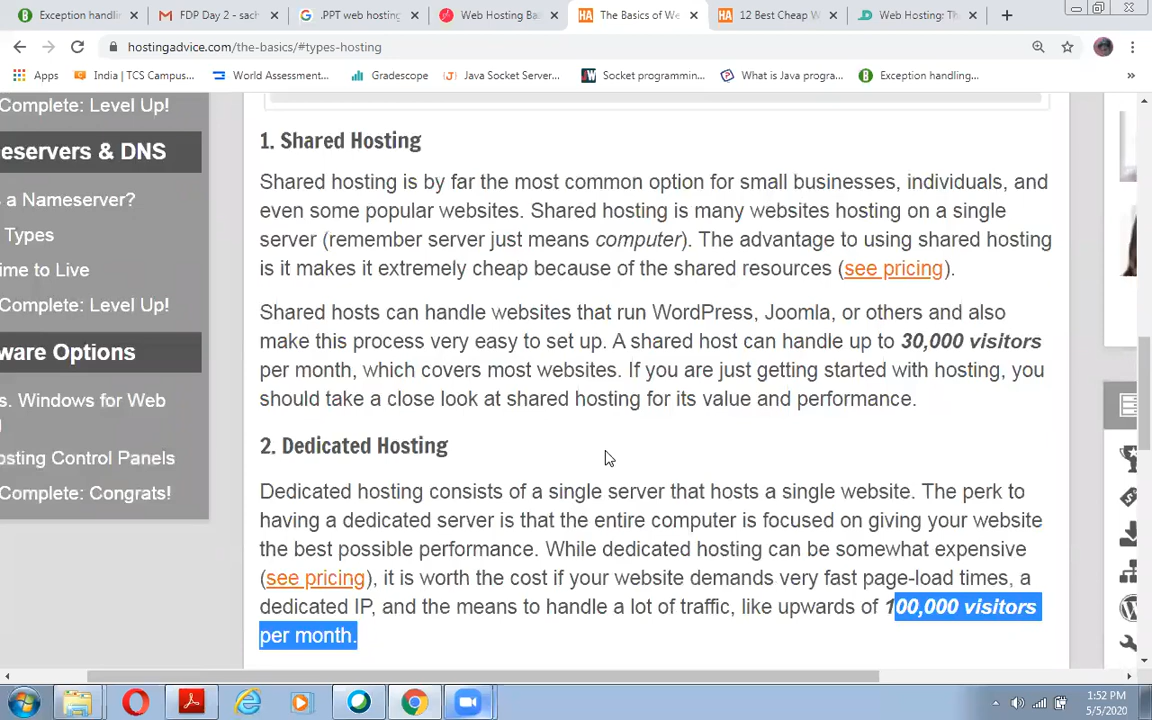 Exception handli
FDP Day 2 - sach
.PPT web hosting
Web Hosting Ba
The Basics of We
12 Best Cheap W
Web Hosting: Th
hostingadvice.com/the-basics/#types-hosting
Apps
India | TCS Campus...
World Assessment...
Gradescope
Java Socket Server...
Socket programmin...
What is Java progra...
Exception handling...
Complete: Level Up!
eservers & DNS
s a Nameserver?
Types
ime to Live
Complete: Level Up!
ware Options
s. Windows for Web
osting Control Panels
Complete: Congrats!
1. Shared Hosting
Shared hosting is by far the most common option for small businesses, individuals, and
even some popular websites. Shared hosting is many websites hosting on a single
server (remember server just means computer). The advantage to using shared hosting
is it makes it extremely cheap because of the shared resources (see pricing).
Shared hosts can handle websites that run WordPress, Joomla, or others and also
make this process very easy to set up. A shared host can handle up to 30,000 visitors
per month, which covers most websites. If you are just getting started with hosting, you
should take a close look at shared hosting for its value and performance.
2. Dedicated Hosting
Dedicated hosting consists of a single server that hosts a single website. The perk to
having a dedicated server is that the entire computer is focused on giving your website
the best possible performance. While dedicated hosting can be somewhat expensive
(see pricing), it is worth the cost if your website demands very fast page-load times, a
dedicated IP, and the means to handle a lot of traffic, like upwards of 100,000 visitors
per month.
1:52 PM
5/5/2020